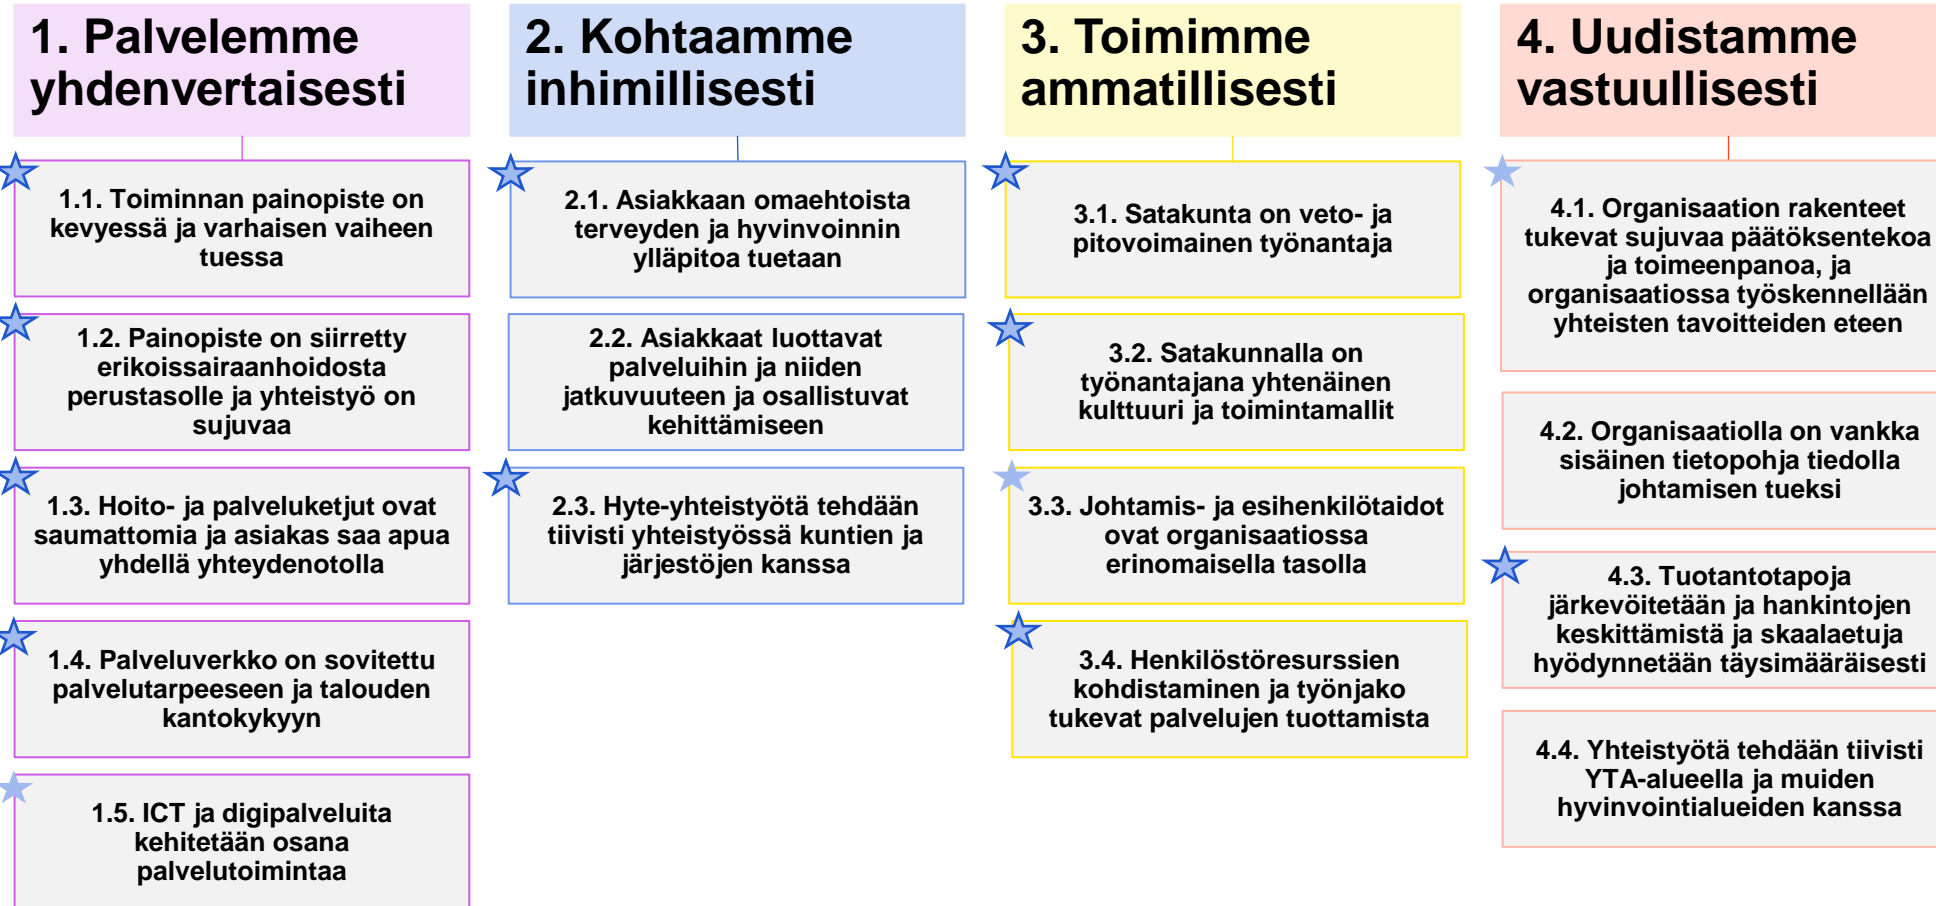 1. Palvelemme
yhdenvertaisesti
1.1. Toiminnan painopiste on
kevyessä ja varhaisen vaiheen
tuessa
1.2. Painopiste on siirretty
erikoissairaanhoidosta
perustasolle ja yhteistyö on
sujuvaa
1.3. Hoito- ja palveluketjut ovat
saumattomia ja asiakas saa apua
yhdellä yhteydenotolla
1.4. Palveluverkko on sovitettu
palvelutarpeeseen ja talouden
kantokykyyn
1.5. ICT ja digipalveluita
kehitetään osana
palvelutoimintaa
2. Kohtaamme
inhimillisesti
2.1. Asiakkaan omaehtoista
terveyden ja hyvinvoinnin
ylläpitoa tuetaan
2.2. Asiakkaat luottavat
palveluihin ja niiden
jatkuvuuteen ja osallistuvat
kehittämiseen
2.3. Hyte-yhteistyötä tehdään
tiivisti yhteistyössä kuntien ja
järjestöjen kanssa
3. Toimimme
ammatillisesti
3.1. Satakunta on veto- ja
pitovoimainen työnantaja
3.2. Satakunnalla on
työnantajana yhtenäinen
kulttuuri ja toimintamallit
3.3. Johtamis- ja esihenkilötaidot
ovat organisaatiossa
erinomaisella tasolla
3.4. Henkilöstöresurssien
kohdistaminen ja työnjako
tukevat palvelujen tuottamista
4. Uudistamme
vastuullisesti
4.1. Organisaation rakenteet
tukevat sujuvaa päätöksentekoa
ja toimeenpanoa, ja
organisaatiossa työskennellään
yhteisten tavoitteiden eteen
4.2. Organisaatiolla on vankka
sisäinen tietopohja tiedolla
johtamisen tueksi
4.3. Tuotantotapoja
järkevöitetään ja hankintojen
keskittämistä ja skaalaetuja
hyödynnetään täysimääräisesti
4.4. Yhteistyötä tehdään tiivisti
YTA-alueella ja muiden
hyvinvointialueiden kanssa